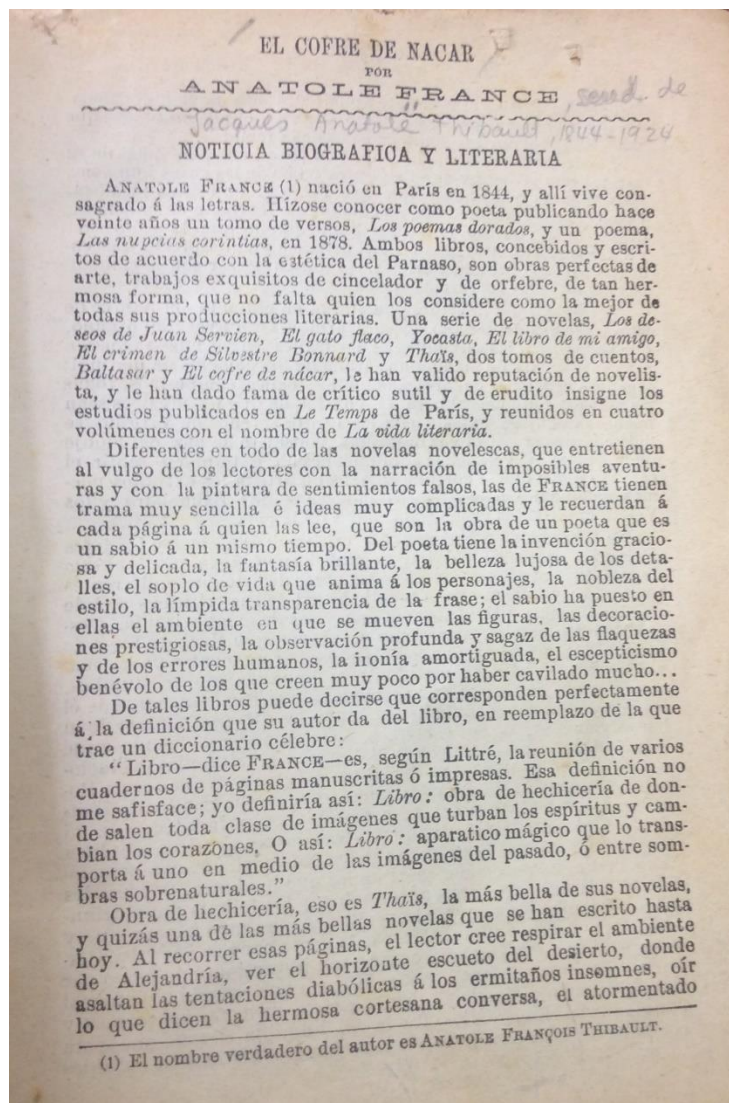 EL COFRE DE NACAR
POR
ANATOLE FRANCE, seud. de
Jacques Anatole Thibault, 1844-1924
NOTICIA BIOGRAFICA Y LITERARIA
ANATOLE FRANCE (1) nació en París en 1844, y allí vive con-
sagrado á las letras. Hízose conocer como poeta publicando hace
veinte años un tomo de versos, Los poemas dorados, y un poema,
Las nupcias corintias, en 1878. Ambos libros, concebidos y escri-
tos de acuerdo con la estética del Parnaso, son obras perfectas de
arte, trabajos exquisitos de cincelador y de orfebre, de tan her-
mosa forma, que no falta quien los considere como la mejor de
todas sus producciones literarias. Una serie de novelas, Los de-
seos de Juan Servien, El gato flaco, Yocasta, El libro de mi amigo,
El crimen de Silvestre Bonnard y Thaïs, dos tomos de cuentos,
Baltasar y El cofre de nácar, le han valido reputación de novelis-
ta, y le han dado fama de crítico sutil y de erudito insigne los
estudios publicados en Le Temps de París, y reunidos en cuatro
volúmenes con el nombre de La vida literaria.
Diferentes en todo de las novelas novelescas, que entretienen
al vulgo de los lectores con la narración de imposibles aventu-
ras y con la pintura de sentimientos falsos, las de FRANCE tienen
trama muy sencilla é ideas muy complicadas y le recuerdan á
cada página á quien las lee, que son la obra de un poeta que es
un sabio á un mismo tiempo. Del poeta tiene la invención gracio-
sa y delicada, la fantasía brillante, la belleza lujosa de los deta-
lles, el soplo de vida que anima á los personajes, la nobleza del
estilo, la límpida transparencia de la frase; el sabio ha puesto en
ellas el ambiente en que se mueven las figuras, las decoracio-
nes prestigiosas, la observación profunda y sagaz de las flaquezas
y de los errores humanos, la ironía amortiguada, el escepticismo
benévolo de los que creen muy poco por haber cavilado mucho...
De tales libros puede decirse que corresponden perfectamente
á la definición que su autor da del libro, en reemplazo de la que
trae un diccionario célebre:
“Libro—dice FRANCE—es, según Littré, la reunión de varios
cuadernos de páginas manuscritas ó impresas. Esa definición no
me safisface; yo definiría así: Libro: obra de hechicería de don-
de salen toda clase de imágenes que turban los espíritus y cam-
bian los corazones. O así: Libro: aparatico mágico que lo trans-
porta á uno en medio de las imágenes del pasado, ó entre som-
bras sobrenaturales.”
Obra de hechicería, eso es Thaïs, la más bella de sus novelas,
y quizás una de las más bellas novelas que se han escrito hasta
hoy. Al recorrer esas páginas, el lector cree respirar el ambiente
de Alejandría, ver el horizonte escueto del desierto, donde
asaltan las tentaciones diabólicas á los ermitaños insomnes, oír
lo que dicen la hermosa cortesana conversa, el atormentado
(1) El nombre verdadero del autor es ANATOLE FRANÇOIS THIBAULT.